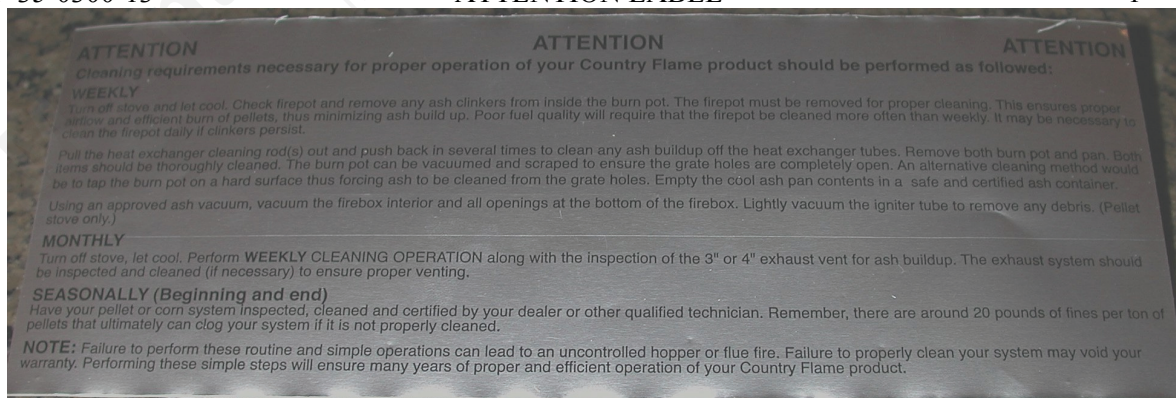 ATTENTION ATTENTION ATTENTION
Cleaning requirements necessary for proper operation of your Country Flame product should be performed as followed:
WEEKLY
Turn off stove and let cool. Check firepot and remove any ash clinkers from inside the burn pot. The firepot must be removed for proper cleaning. This ensures proper
airflow and efficient burn of pellets, thus minimizing ash build up. Poor fuel quality will require that the firepot be cleaned more often than weekly. It may be necessary to
clean the firepot daily if clinkers persist.
Pull the heat exchanger cleaning rod(s) out and push back in several times to clean any ash buildup off the heat exchanger tubes. Remove both burn pot and pan. Both
items should be thoroughly cleaned. The burn pot can be vacuumed and scraped to ensure the grate holes are completely open. An alternative cleaning method would
be to tap the burn pot on a hard surface thus forcing ash to be cleaned from the grate holes. Empty the cool ash pan contents in a safe and certified ash container.
Using an approved ash vacuum, vacuum the firebox interior and all openings at the bottom of the firebox. Lightly vacuum the igniter tube to remove any debris. (Pellet
stove only.)
MONTHLY
Turn off stove, let cool. Perform WEEKLY CLEANING OPERATION along with the inspection of the 3" or 4" exhaust vent for ash buildup. The exhaust system should
be inspected and cleaned (if necessary) to ensure proper venting.
SEASONALLY (Beginning and end)
Have your pellet or corn system inspected, cleaned and certified by your dealer or other qualified technician. Remember, there are around 20 pounds of fines per ton of
pellets that ultimately can clog your system if it is not properly cleaned.
NOTE: Failure to perform these routine and simple operations can lead to an uncontrolled hopper or flue fire. Failure to properly clean your system may void your
warranty. Performing these simple steps will ensure many years of proper and efficient operation of your Country Flame product.